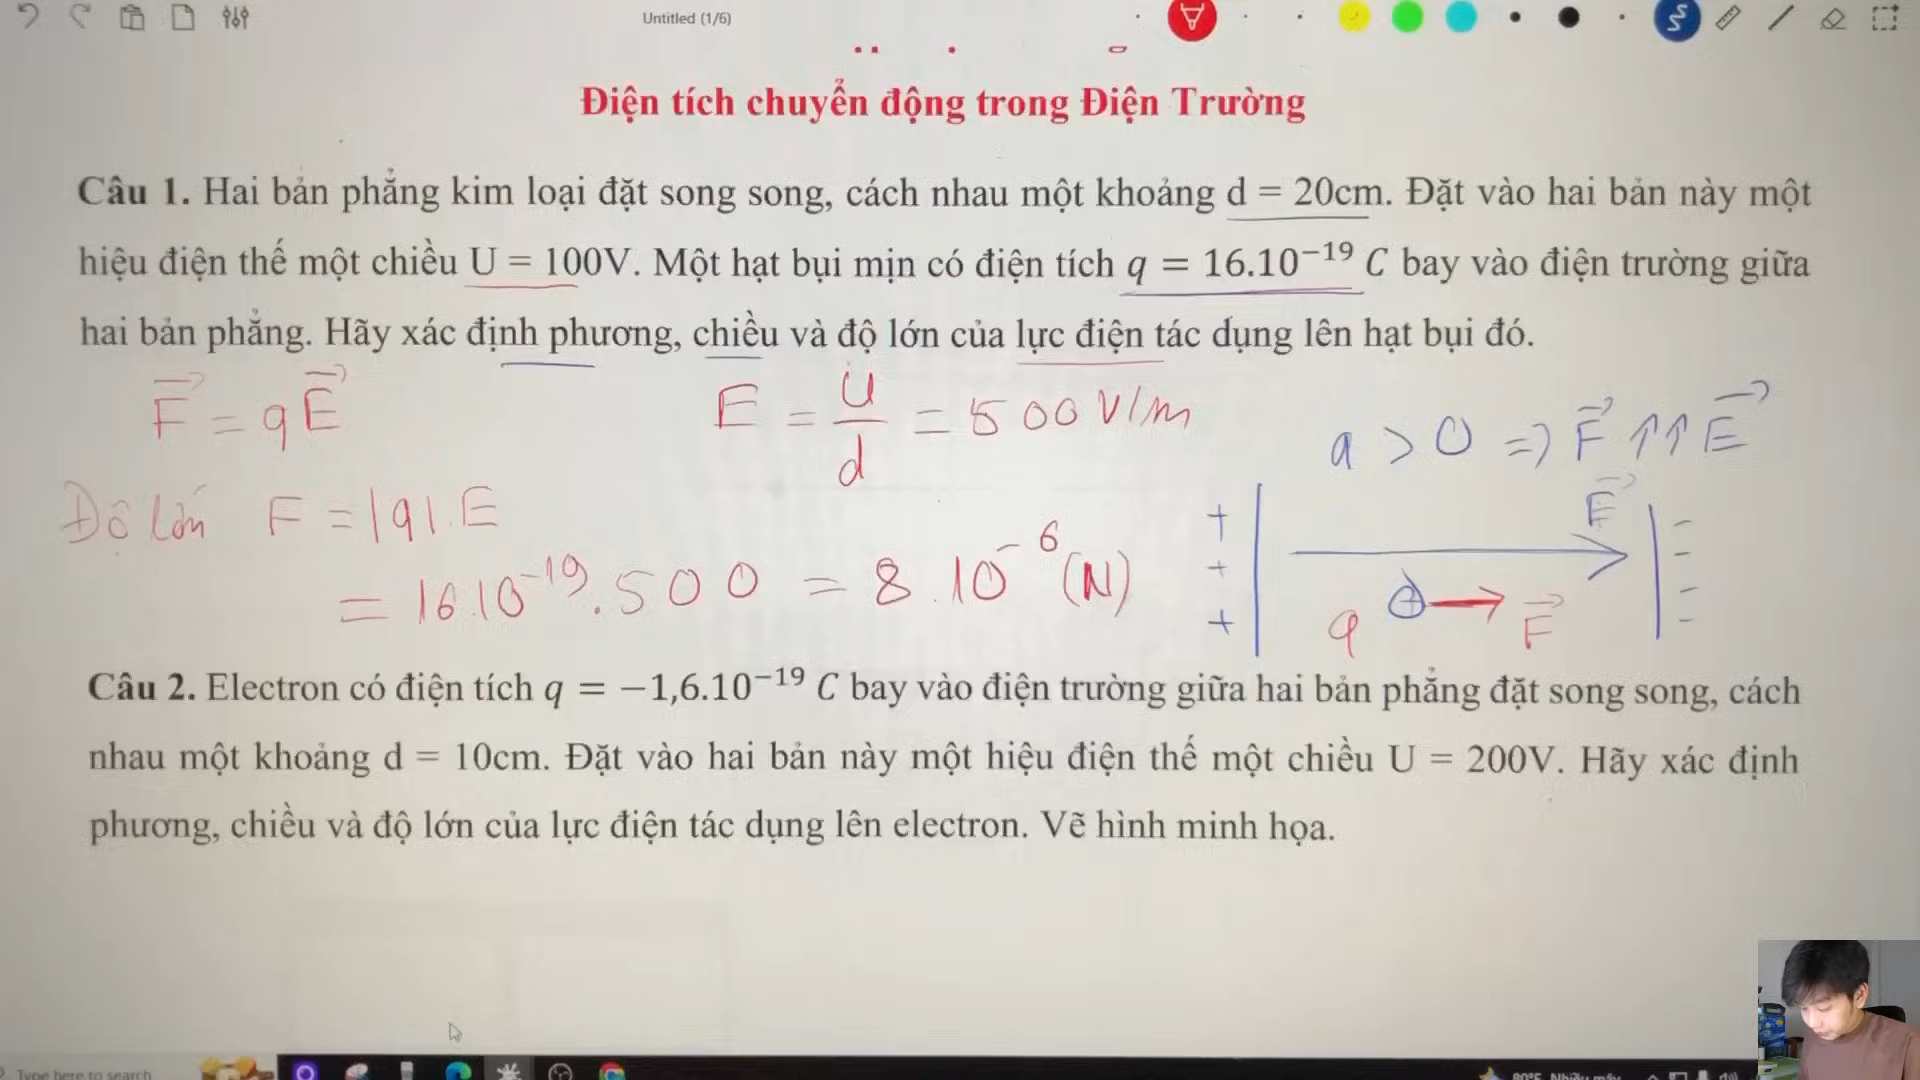 Untitled (1/6)
Điện tích chuyển động trong Điện Trường
Câu 1. Hai bản phẳng kim loại đặt song song, cách nhau một khoảng d = 20cm. Đặt vào hai bản này một
hiệu điện thế một chiều U = 100V. Một hạt bụi mịn có điện tích q = 16.10⁻¹⁹ C bay vào điện trường giữa
hai bản phẳng. Hãy xác định phương, chiều và độ lớn của lực điện tác dụng lên hạt bụi đó.
F⃗ = qE⃗
E = U/d = 500 V/m
q > 0 => F⃗ ↑↑ E⃗
Độ lớn F = |q|.E
= 16.10⁻¹⁹.500 = 8.10⁻⁶ (N)
+ + +
E⃗
- - - -
q + F⃗
Câu 2. Electron có điện tích q = −1,6.10⁻¹⁹ C bay vào điện trường giữa hai bản phẳng đặt song song, cách
nhau một khoảng d = 10cm. Đặt vào hai bản này một hiệu điện thế một chiều U = 200V. Hãy xác định
phương, chiều và độ lớn của lực điện tác dụng lên electron. Vẽ hình minh họa.
Type here to search
80°F Nhiều mây